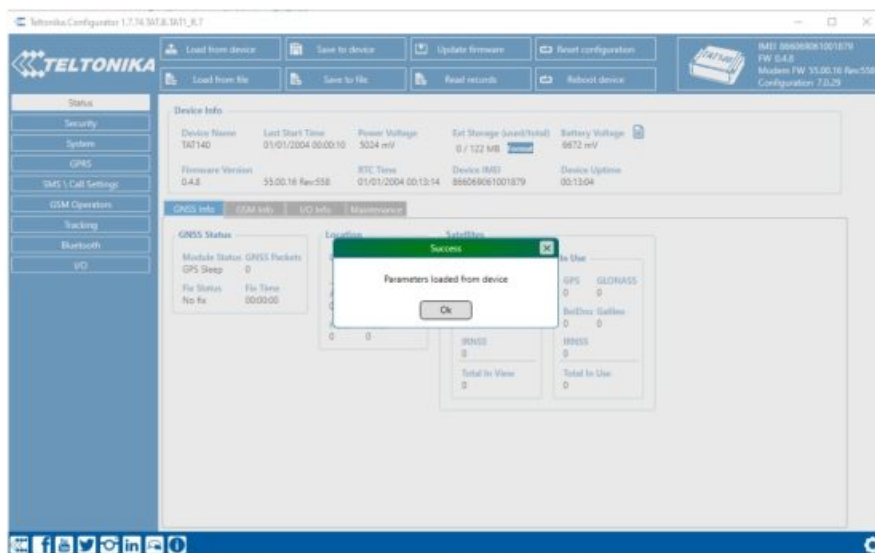 Teltonika.Configurator 1.7.74
TELTONIKA
Load from device
Save to device
Update firmware
Reset configuration
Load from file
Save to file
Read records
Reboot device
IMEI 866069061001879
FW 0.4.8
Modem FW 55.00.16 Rev:558
Configuration 7.0.29
Status
Security
System
GPRS
SMS \ Call Settings
GSM Operators
Tracking
Bluetooth
I/O
Device Info
Device Name
Last Start Time
Power Voltage
Ext Storage (used/total)
Battery Voltage
TAT140
01/01/2004 00:00:10
5024 mV
0 / 122 MB
Format
6672 mV
Firmware Version
RTC Time
Device IMEI
Device Uptime
0.4.8
55.00.16 Rev:558
01/01/2004 00:13:14
866069061001879
00:13:04
GNSS Info
GSM Info
I/O Info
Maintenance
GNSS Status
Module Status
GNSS Packets
GPS Sleep
0
Fix Status
Fix Time
No fix
00:00:00
Location
0
0
Satellites
Success
Parameters loaded from device
Ok
In Use
GPS
GLONASS
0
0
BeiDou
Galileo
0
0
IRNSS
0
IRNSS
0
Total In View
0
Total In Use
0